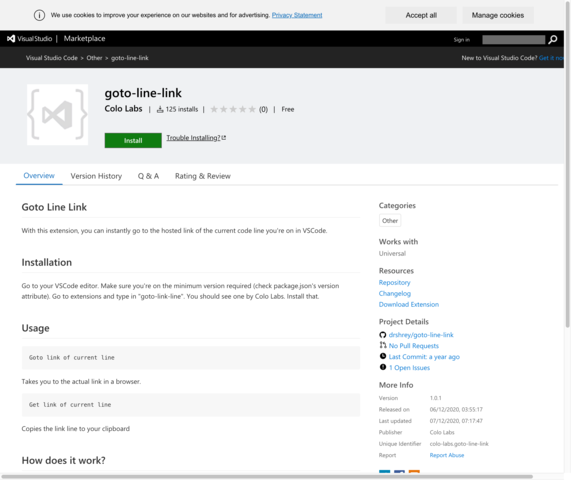 We use cookies to improve your experience on our websites and for advertising. Privacy Statement
Accept all
Manage cookies
Visual Studio | Marketplace
Sign in
Visual Studio Code > Other > goto-line-link
New to Visual Studio Code? Get it no
goto-line-link
Colo Labs | 125 installs | (0) | Free
Install
Trouble Installing?
Overview
Version History
Q & A
Rating & Review
Goto Line Link
With this extension, you can instantly go to the hosted link of the current code line you're on in VSCode.
Installation
Go to your VSCode editor. Make sure you're on the minimum version required (check package.json's version
attribute). Go to extensions and type in "goto-link-line". You should see one by Colo Labs. Install that.
Usage
Goto link of current line
Takes you to the actual link in a browser.
Get link of current line
Copies the link line to your clipboard
How does it work?
Categories
Other
Works with
Universal
Resources
Repository
Changelog
Download Extension
Project Details
drshrey/goto-line-link
No Pull Requests
Last Commit: a year ago
1 Open Issues
More Info
Version 1.0.1
Released on 06/12/2020, 03:55:17
Last updated 07/12/2020, 07:17:47
Publisher Colo Labs
Unique Identifier colo-labs.goto-line-link
Report Report Abuse